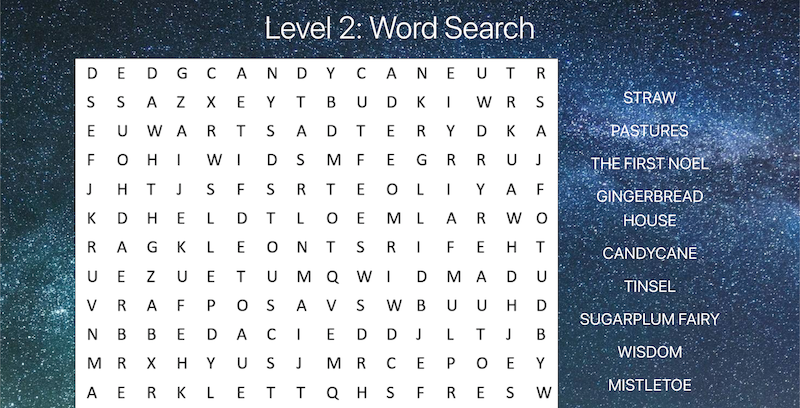 Level 2: Word Search
D E D G C A N D Y C A N E U T R
S S A Z X E Y T B U D K I W R S
E U W A R T S A D T E R Y D K A
F O H I W I D S M F E G R R U J
J H T J S F S R T E O L I Y A F
K D H E L D T L O E M L A R W O
R A G K L E O N T S R I F E H T
U E Z U E T U M Q W I D M A D U
V R A F P O S A V S W B U U H D
N B B E D A C I E D D J L T J B
M R X H Y U S J M R C E P O E Y
A E R K L E T T Q H S F R E S W
STRAW
PASTURES
THE FIRST NOEL
GINGERBREAD
HOUSE
CANDYCANE
TINSEL
SUGARPLUM FAIRY
WISDOM
MISTLETOE